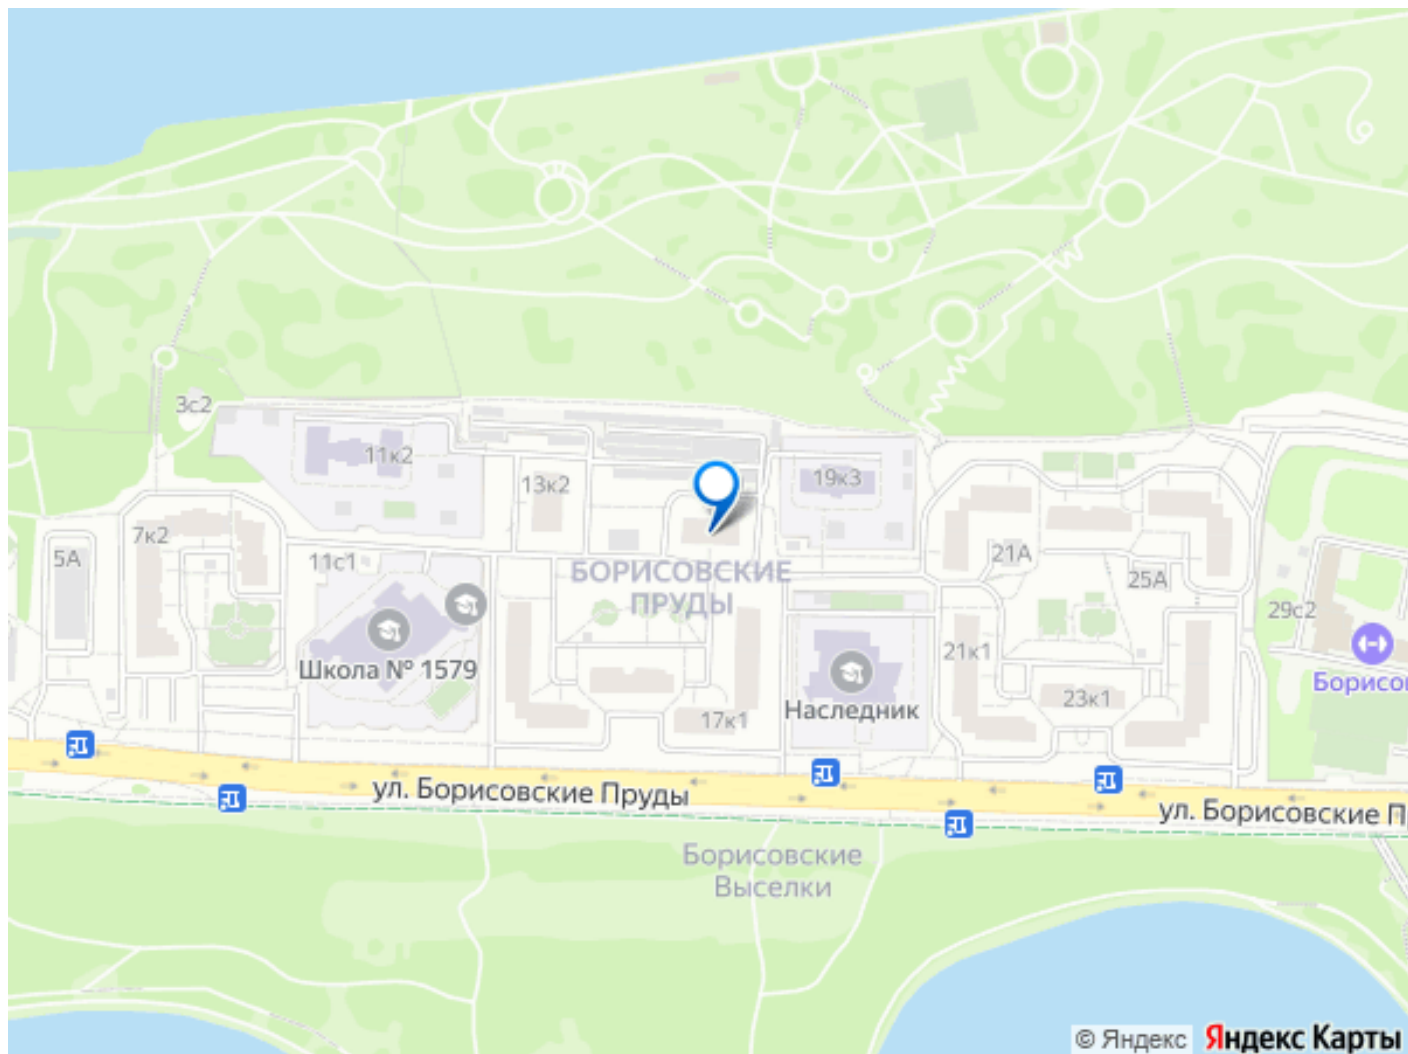 3с2
11к2
13к2
19к3
7к2
5А
11с1
БОРИСОВСКИЕ
ПРУДЫ
21А
25А
29с2
Школа № 1579
21к1
Борисо
Наследник
17к1
23к1
ул. Борисовские Пруды
ул. Борисовские П
Борисовские
Выселки
© Яндекс Яндекс Карты